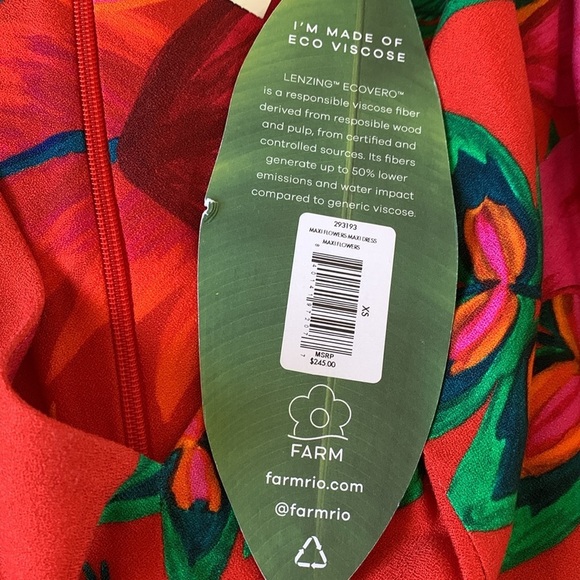 I'M MADE OF
ECO VISCOSE
LENZING™ ECOVERO™
is a responsible viscose fiber
derived from resposible wood
and pulp, from certified and
controlled sources. Its fibers
generate up to 50% lower
emissions and water impact
compared to generic viscose.
293193
MAXI FLOWERS MAXI DRESS
MAXI FLOWERS
XS
MSRP
$245.00
FARM
farmrio.com
@farmrio